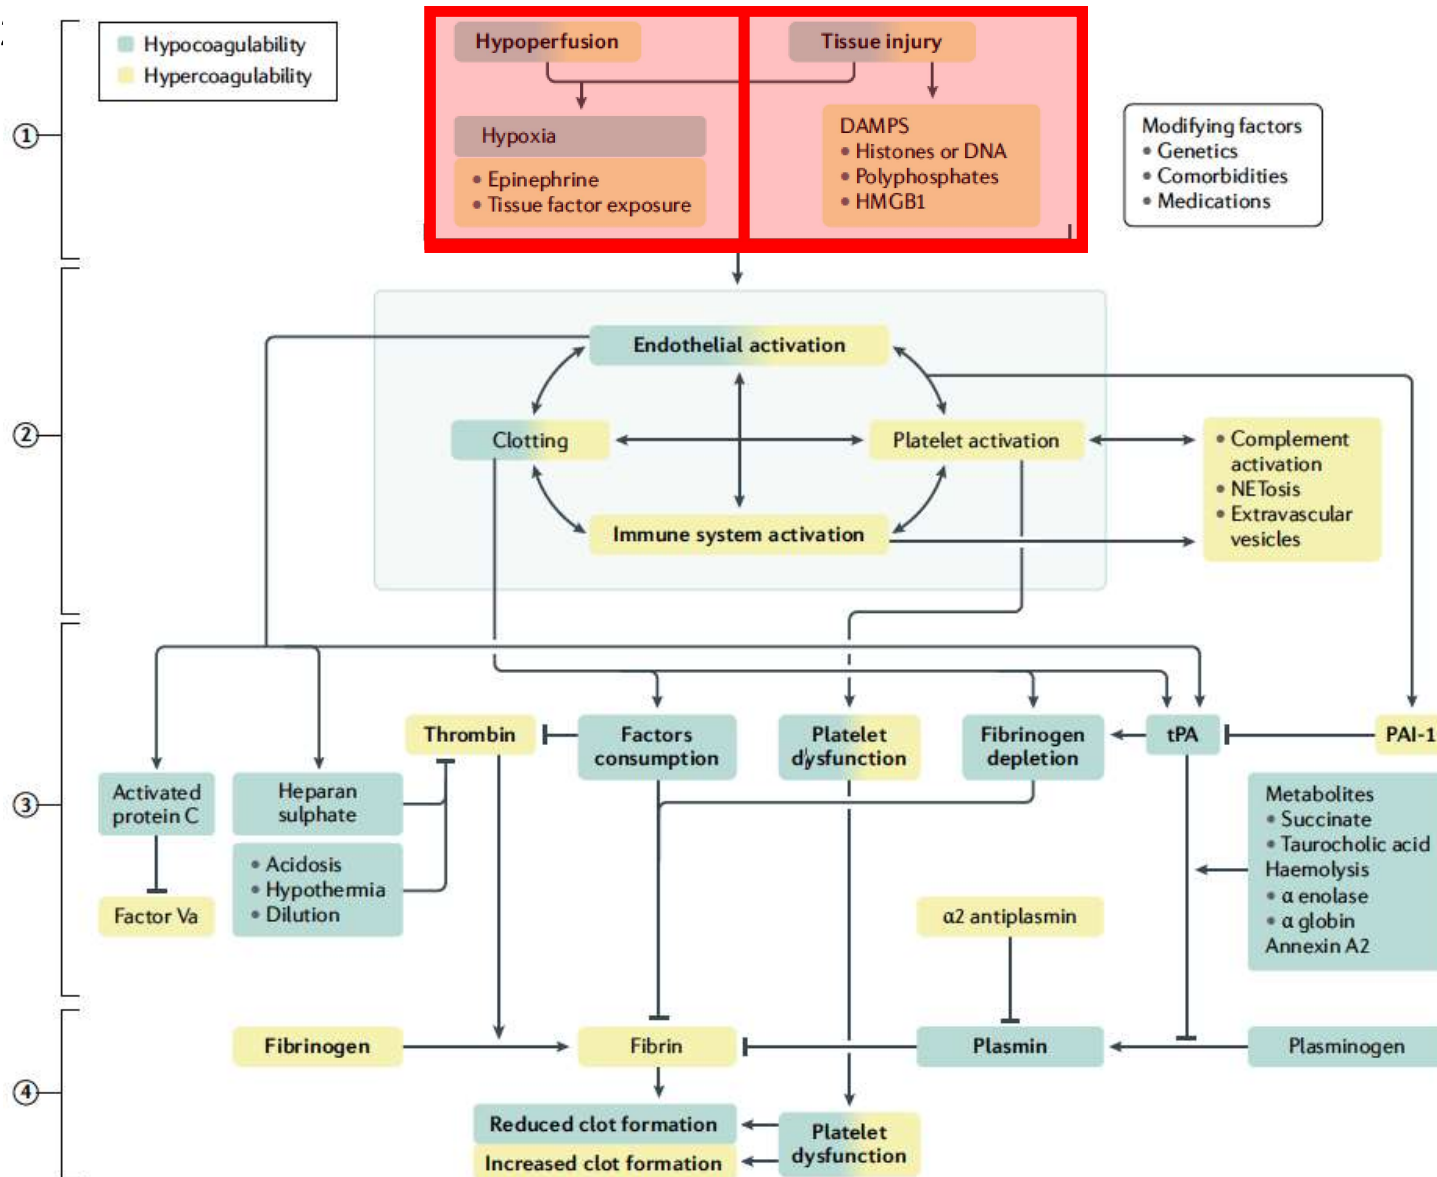 Hypocoagulability
Hypercoagulability
Hypoperfusion
Tissue injury
1
Hypoxia
• Epinephrine
• Tissue factor exposure
DAMPS
• Histones or DNA
• Polyphosphates
• HMGB1
Modifying factors
• Genetics
• Comorbidities
• Medications
2
Endothelial activation
Clotting
Platelet activation
Immune system activation
• Complement
activation
• NETosis
• Extravascular
vesicles
3
Thrombin
Factors
consumption
Platelet
dysfunction
Fibrinogen
depletion
tPA
PAI-1
Activated
protein C
Heparan
sulphate
• Acidosis
• Hypothermia
• Dilution
Factor Va
α2 antiplasmin
Metabolites
• Succinate
• Taurocholic acid
Haemolysis
• α enolase
• α globin
Annexin A2
4
Fibrinogen
Fibrin
Plasmin
Plasminogen
Reduced clot formation
Increased clot formation
Platelet
dysfunction